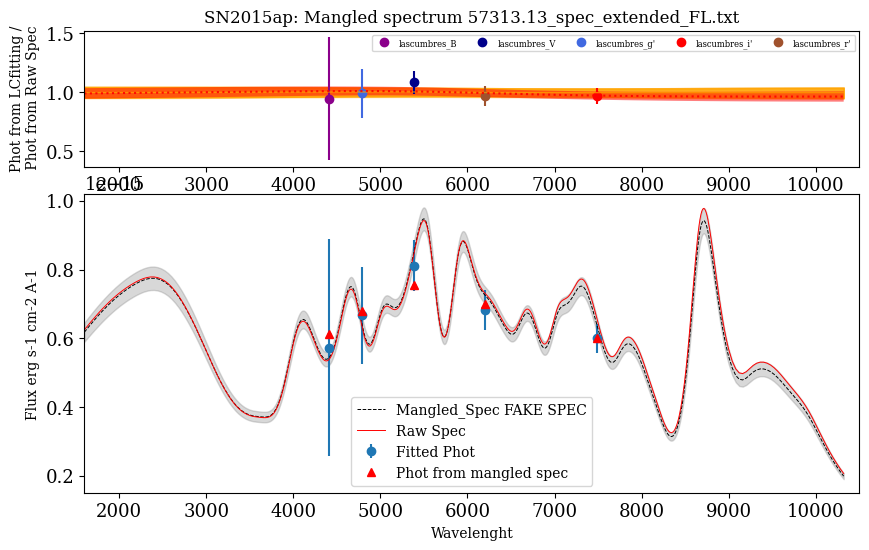 SN2015ap: Mangled spectrum 57313.13_spec_extended_FL.txt
Phot from LCfitting /
Phot from Raw Spec
1.5
1.0
0.5
lascumbres_B lascumbres_V lascumbres_g' lascumbres_i' lascumbres_r'
2000 3000 4000 5000 6000 7000 8000 9000 10000
1e−15
Flux erg s-1 cm-2 A-1
1.0
0.8
0.6
0.4
0.2
Mangled_Spec FAKE SPEC
Raw Spec
Fitted Phot
Phot from mangled spec
2000 3000 4000 5000 6000 7000 8000 9000 10000
Wavelenght